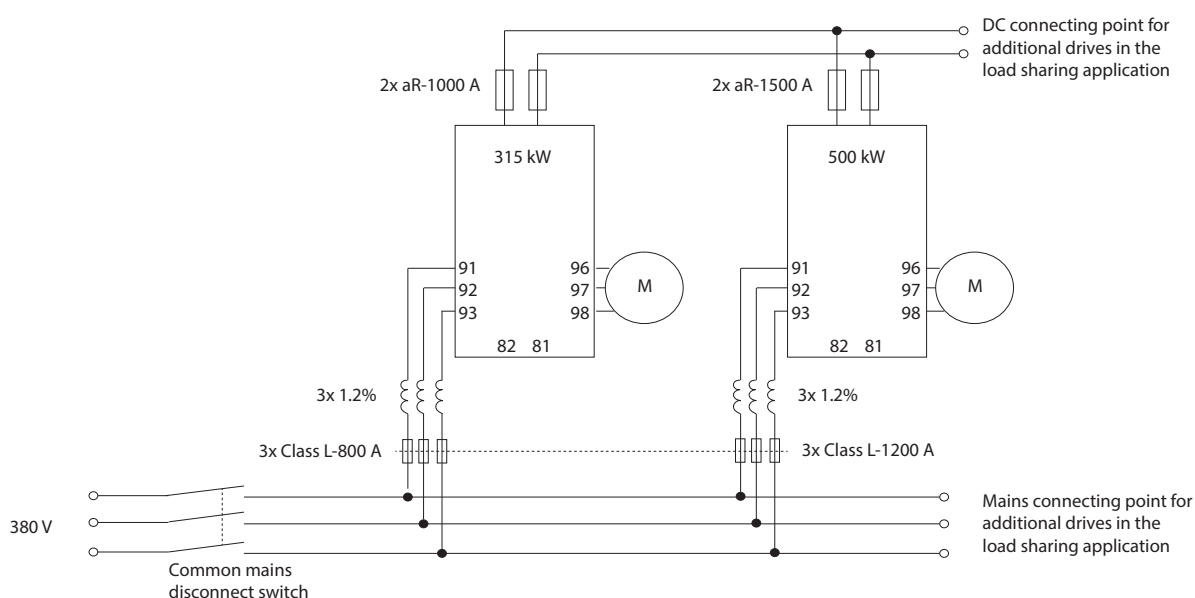 DC connecting point for
additional drives in the
load sharing application
2x aR-1000 A
2x aR-1500 A
315 kW
500 kW
91
92
93
96
97
98
M
82 81
91
92
93
96
97
98
M
82 81
3x 1.2%
3x 1.2%
3x Class L-800 A
3x Class L-1200 A
380 V
Mains connecting point for
additional drives in the
load sharing application
Common mains
disconnect switch